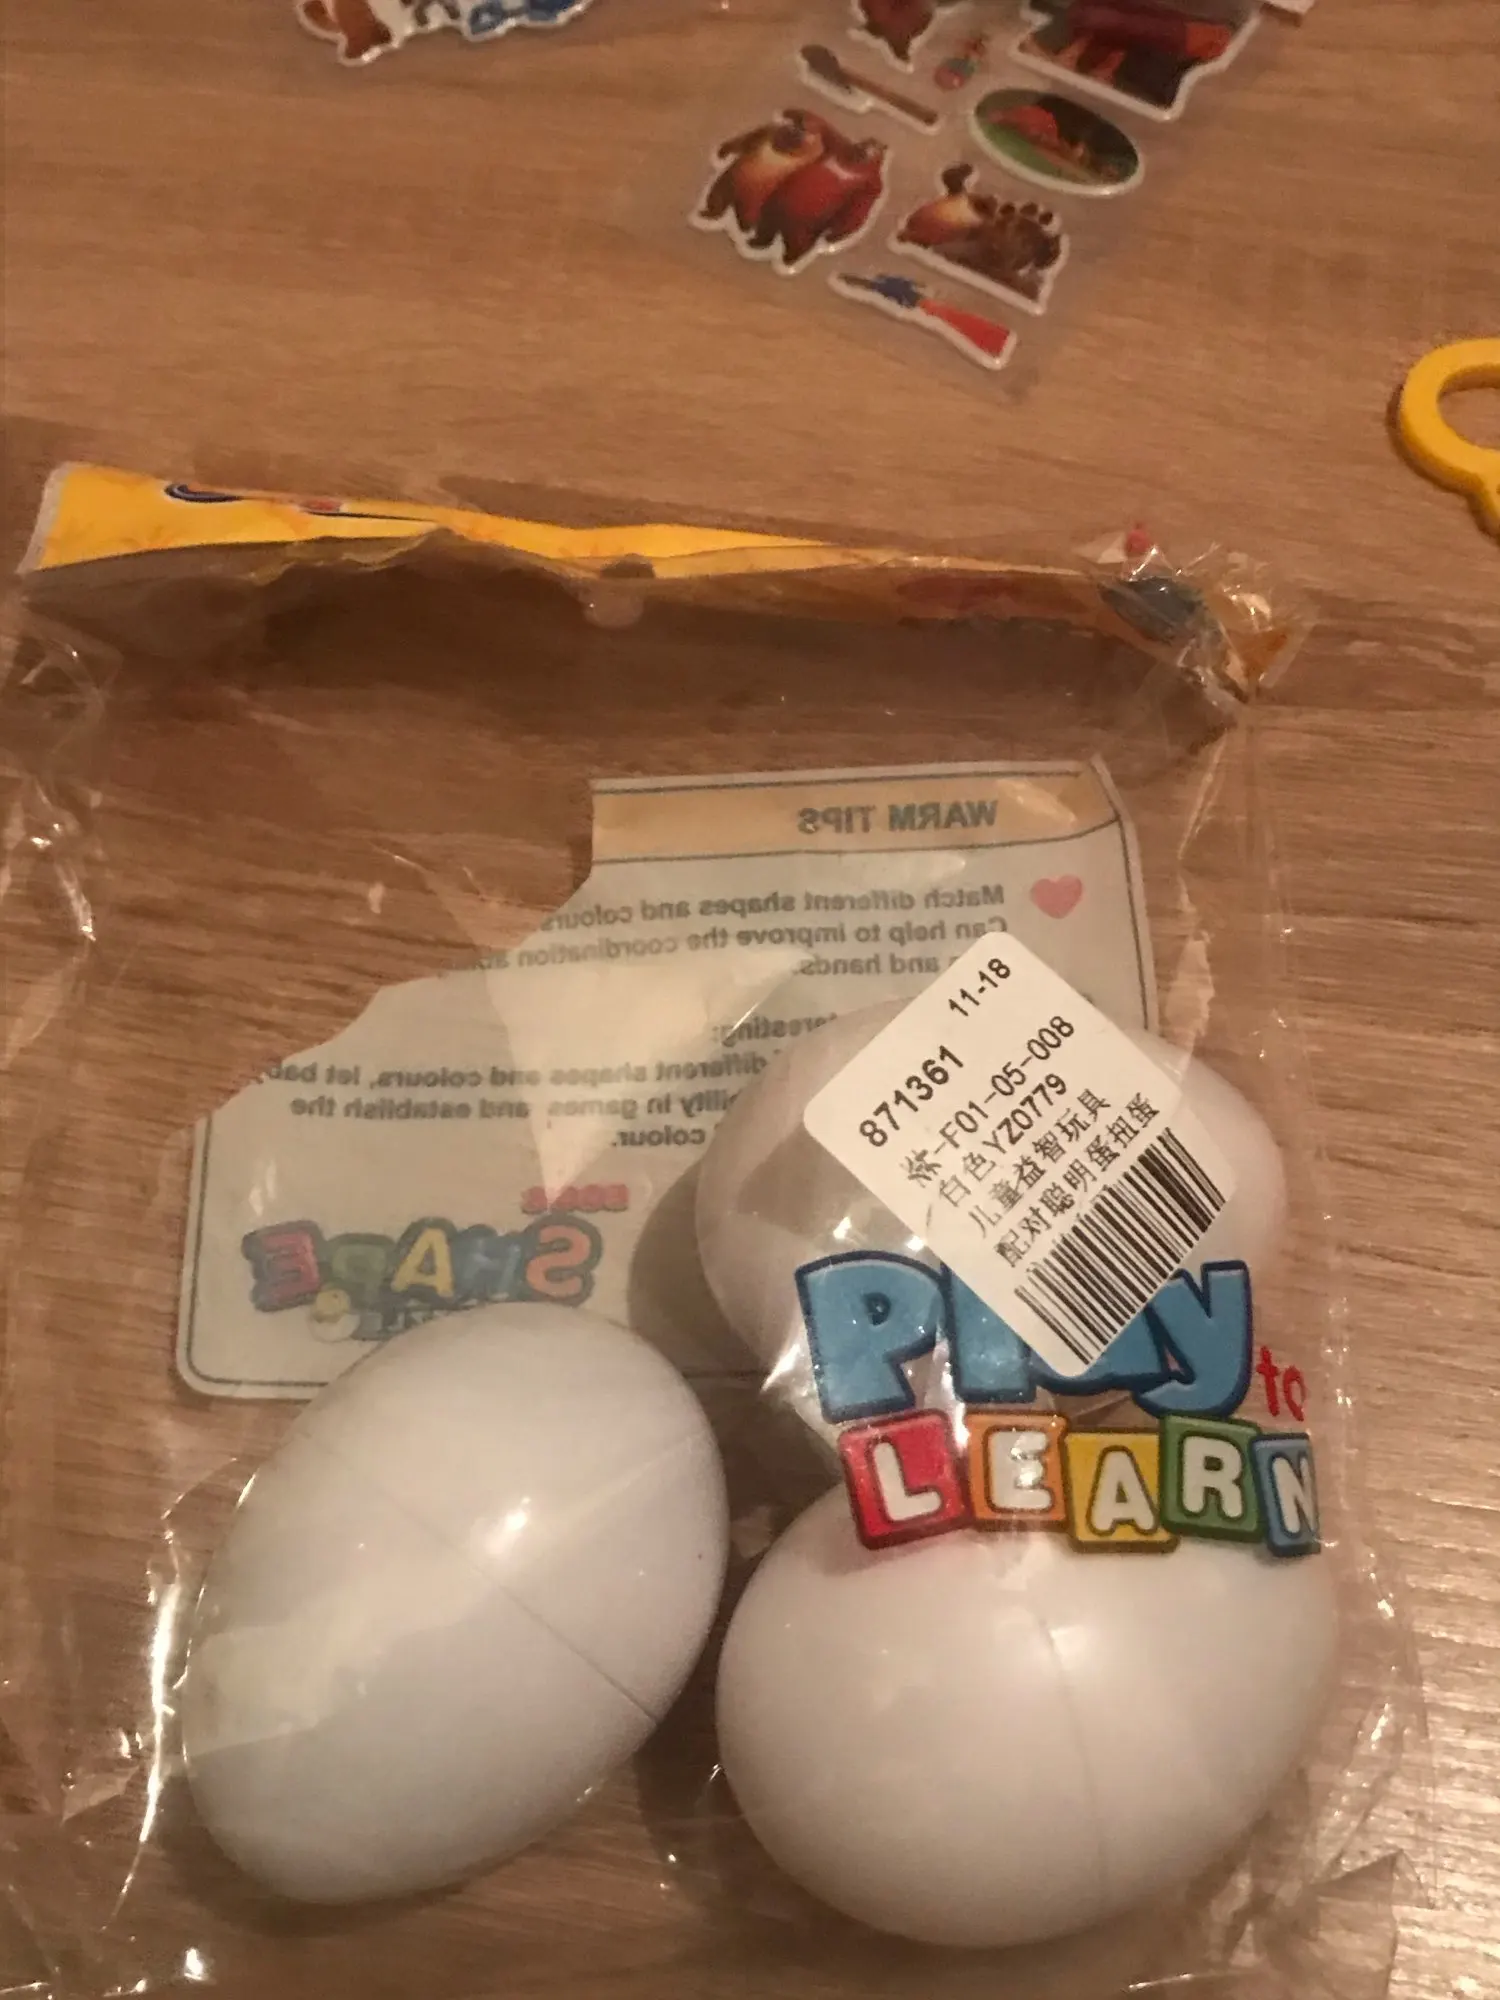 WARM TIPS
Match different shapes and colours
Can help to improve the coordination
and hands.
different shapes and colours, let baby
in games and establish the
colour.
SHAPE
11-18
871361
紫-F01-05-008
白色YZ0779
儿童益智玩具
配对聪明蛋扭蛋
Play
to
LEARN